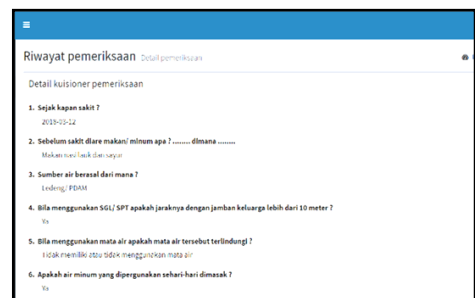 Riwayat pemeriksaan Detail pemeriksaan
Detail kuisioner pemeriksaan
1. Sejak kapan sakit ?
2018-03-12
2. Sebelum sakit diare makan/ minum apa ? ........ dimana ........
Makan nasi lauk dan sayur
3. Sumber air berasal dari mana ?
Ledeng/ PDAM
4. Bila menggunakan SGL/ SPT apakah jaraknya dengan jamban keluarga lebih dari 10 meter ?
Ya
5. Bila menggunakan mata air apakah mata air tersebut terlindungi ?
Tidak memiliki atau tidak menggunakan mata air
6. Apakah air minum yang dipergunakan sehari-hari dimasak ?
Ya